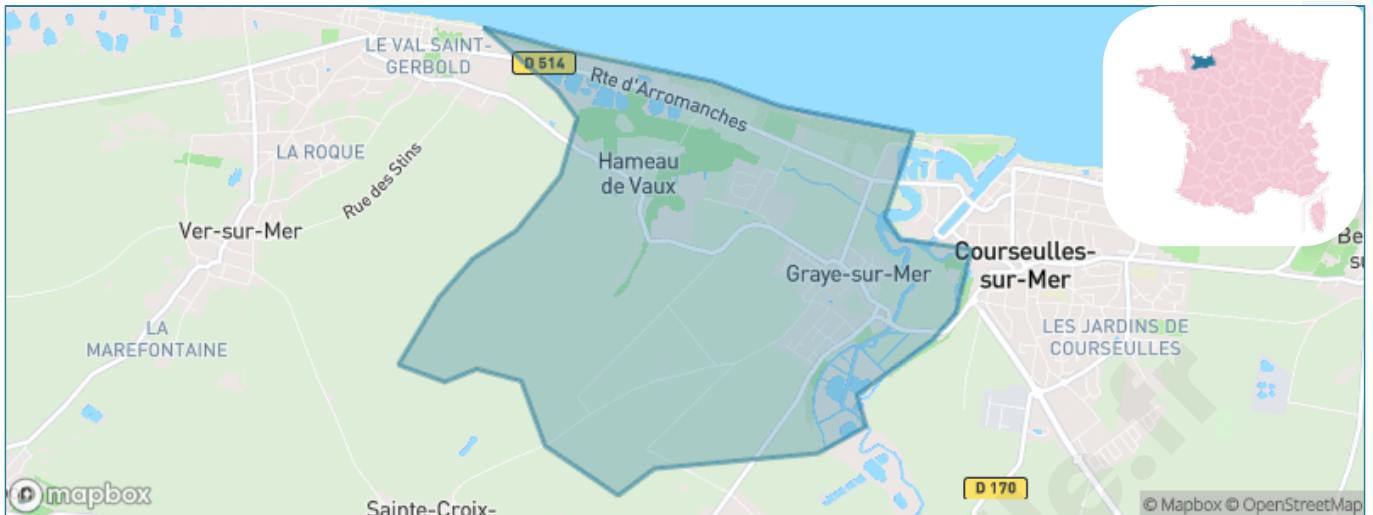 LE VAL SAINT-
GERBOLD
D 514
Rte d'Arromanches
LA ROQUE
Rue des Stins
Hameau
de Vaux
Ver-sur-Mer
Courseulles-
sur-Mer
Graye-sur-Mer
LA
MAREFONTAINE
LES JARDINS DE
COURSEULLES
D 170
mapbox
Sainte-Croix-
© Mapbox © OpenStreetMap